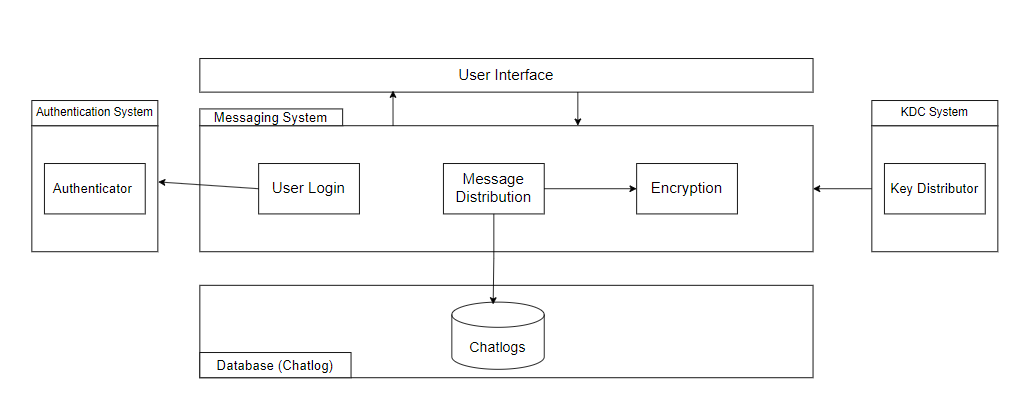 User Interface
Authentication System
Messaging System
KDC System
Authenticator
User Login
Message
Distribution
Encryption
Key Distributor
Chatlogs
Database (Chatlog)